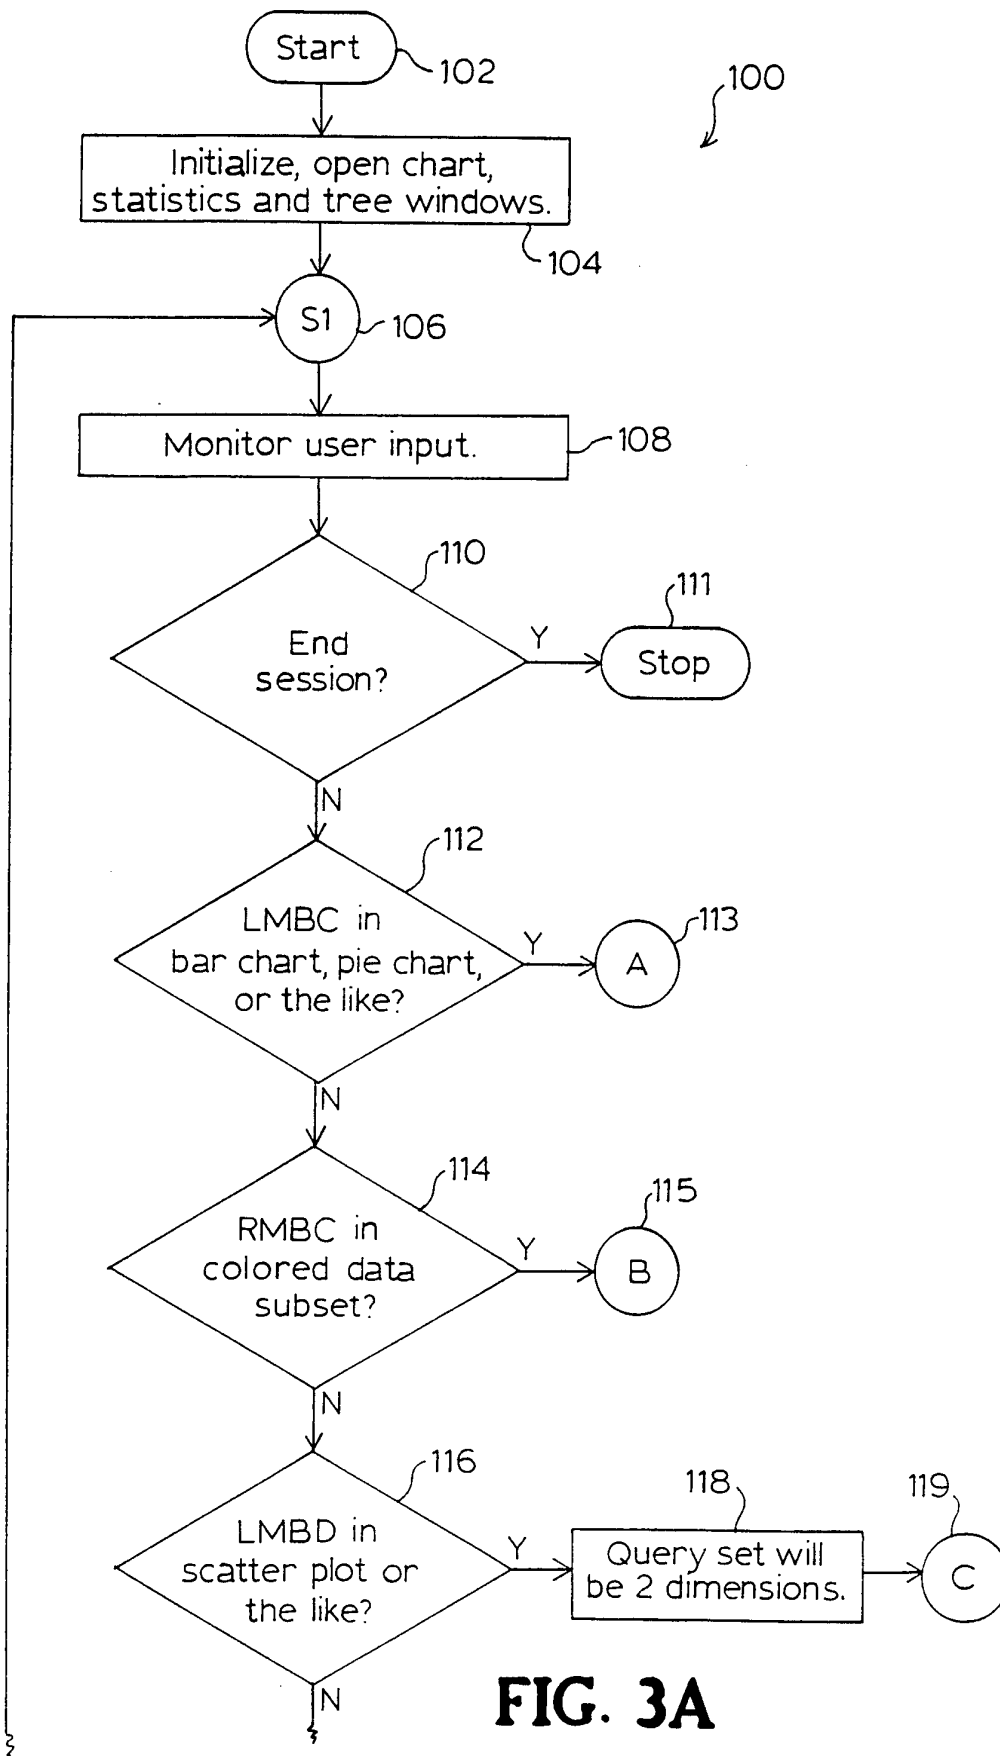 Start
102
100
Initialize, open chart,
statistics and tree windows.
104
S1
106
Monitor user input.
108
110
End
session?
Y
111
Stop
N
112
LMBC in
bar chart, pie chart,
or the like?
Y
113
A
N
114
RMBC in
colored data
subset?
Y
115
B
N
116
LMBD in
scatter plot or
the like?
Y
118
Query set will
be 2 dimensions.
119
C
N
FIG. 3A